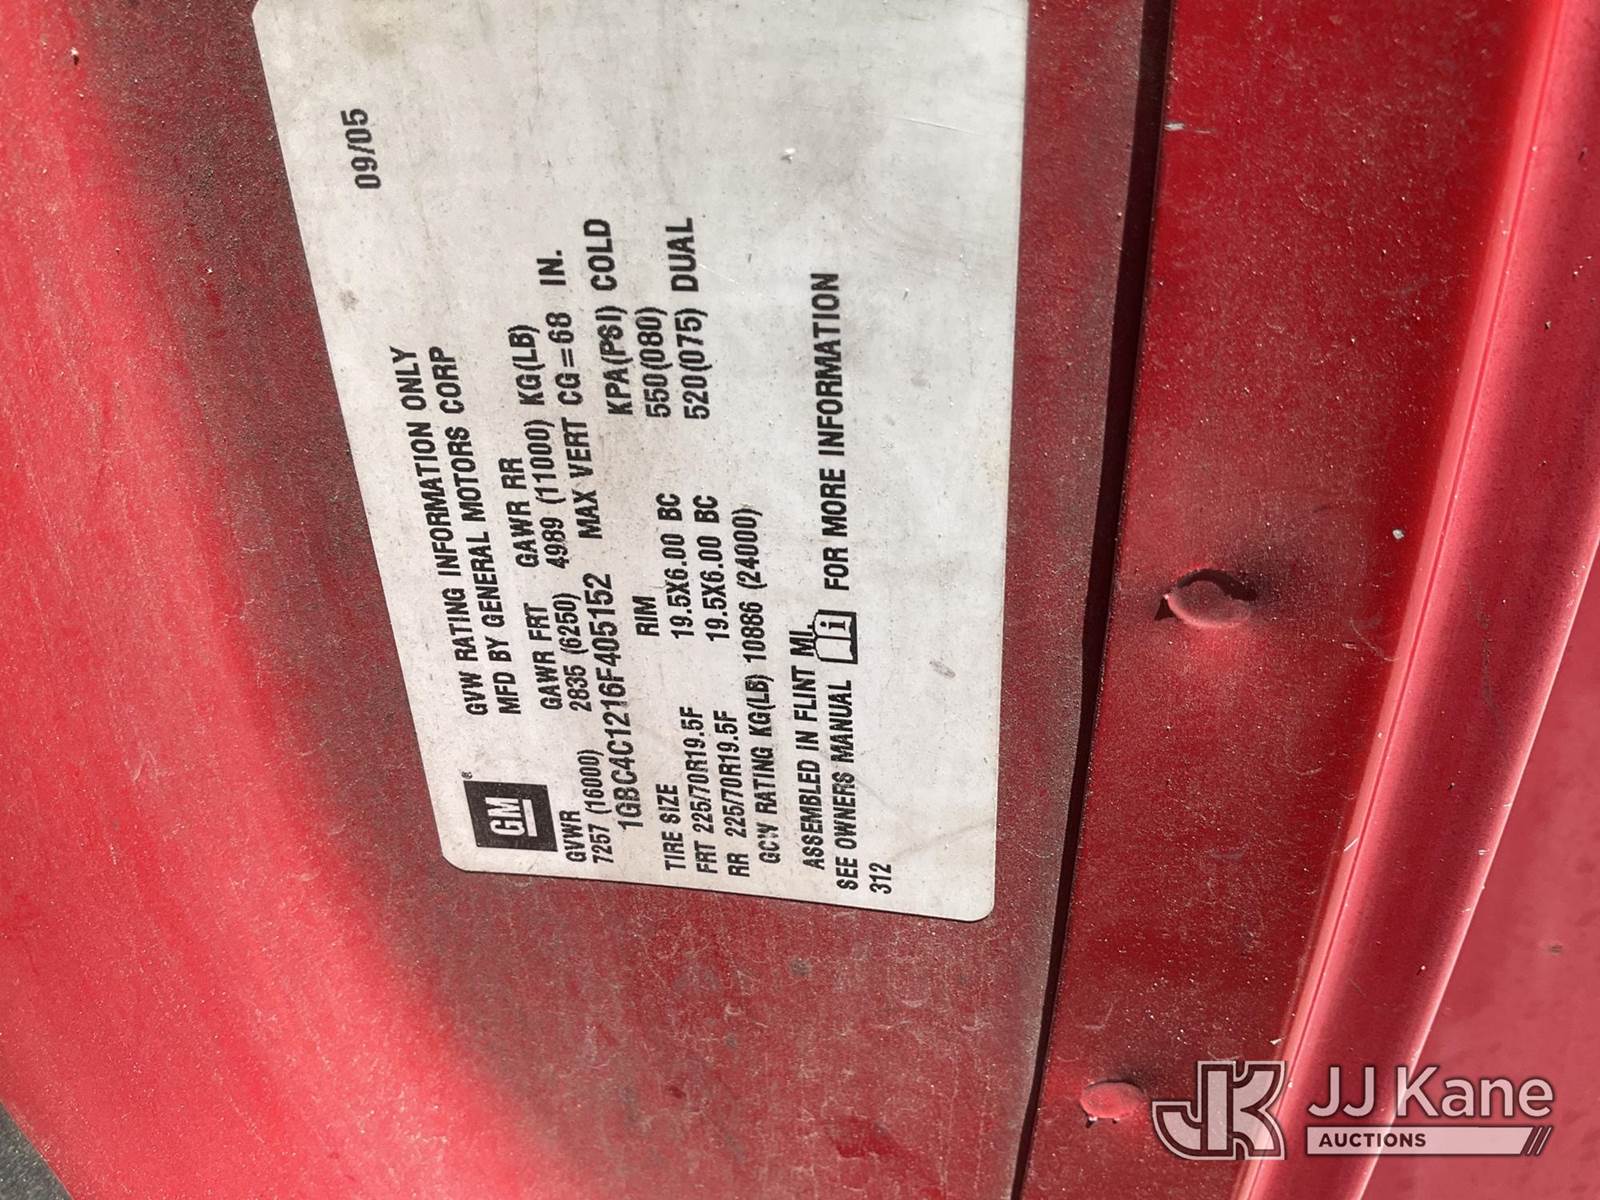 09/05
GM®
GVW RATING INFORMATION ONLY
MFD BY GENERAL MOTORS CORP
GVWR GAWR FRT GAWR RR
7257 (16000) 2835 (6250) 4989 (11000) KG(LB)
1GBC4C1216F405152 MAX VERT CG=68 IN.
TIRE SIZE RIM KPA(PSI) COLD
FRT 225/70R19.5F 19.5X6.00 BC 550(080)
RR 225/70R19.5F 19.5X6.00 BC 520(075) DUAL
GCW RATING KG(LB) 10886 (24000)
ASSEMBLED IN FLINT MI.
SEE OWNERS MANUAL i FOR MORE INFORMATION
312
JK JJ Kane
AUCTIONS